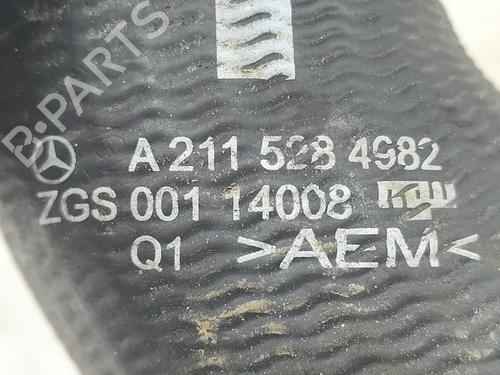 B-PARTS
A 211 528 4982
ZGS 001 14008
Q1 >AEM<